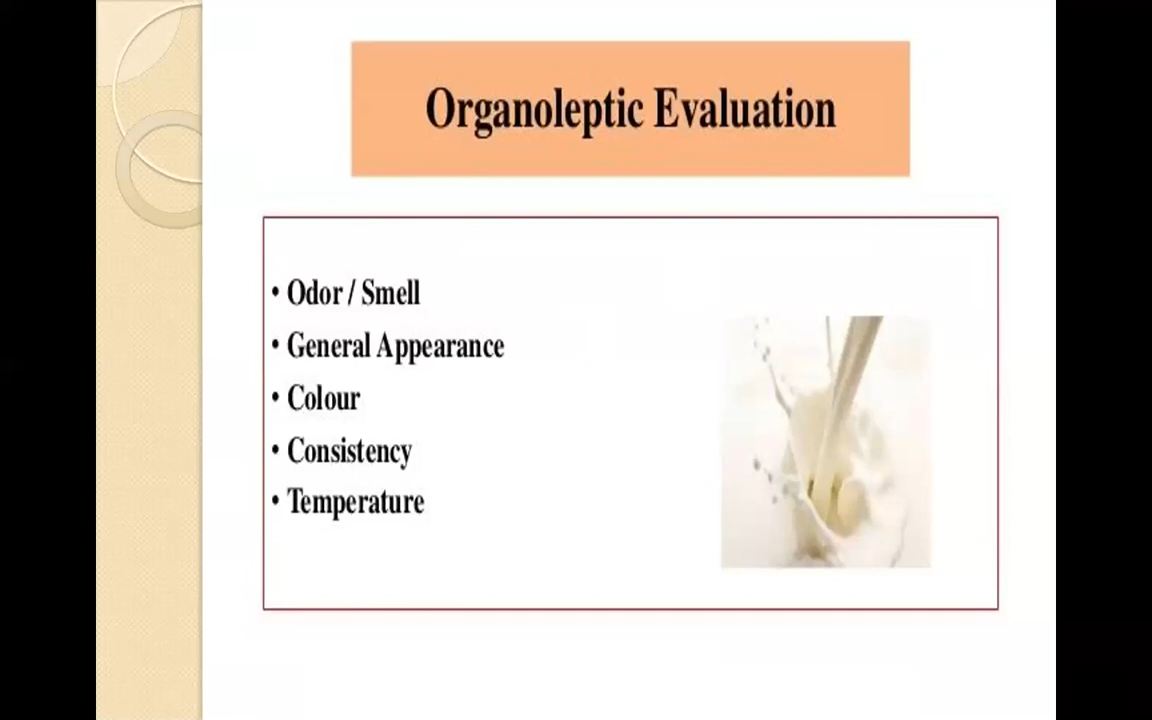 Organoleptic Evaluation
• Odor / Smell
• General Appearance
• Colour
• Consistency
• Temperature